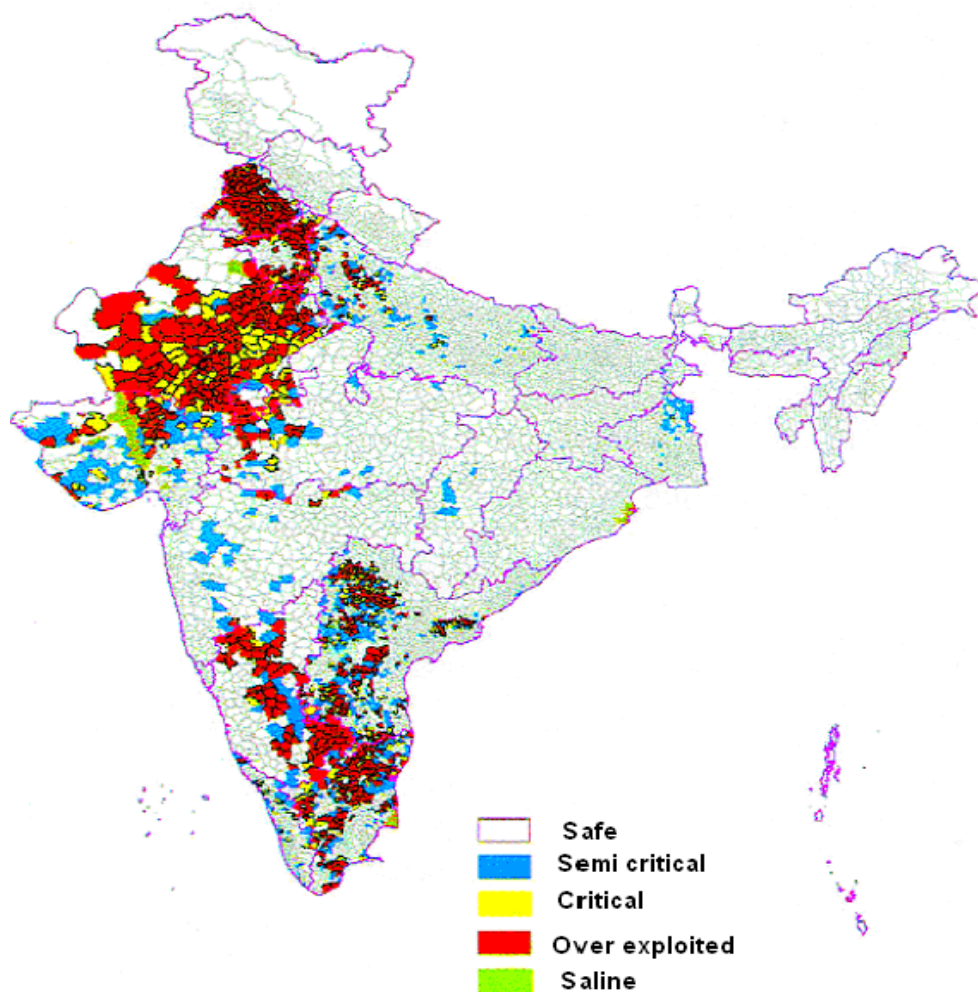 Safe
Semi critical
Critical
Over exploited
Saline